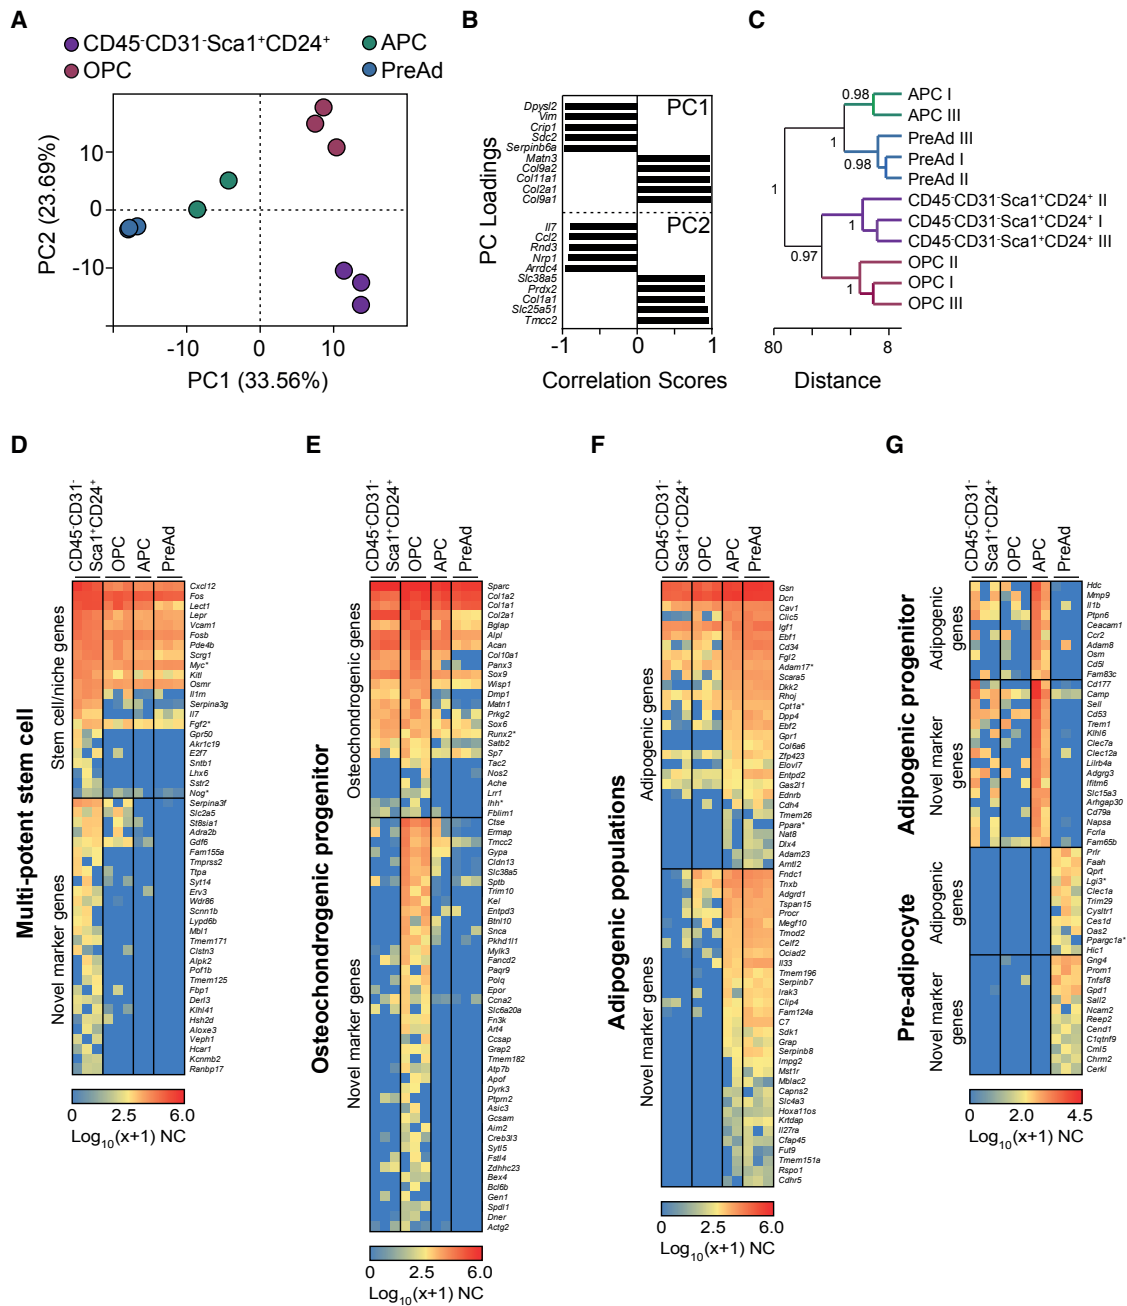 A
CD45-CD31-Sca1+CD24+
APC
OPC
PreAd
10
0
-10
PC2 (23.69%)
-10
0
10
PC1 (33.56%)
B
PC Loadings
PC1
Dpysl2
Vim
Crip1
Sdc2
Serpinb6a
Matn3
Col9a2
Col11a1
Col2a1
Col9a1
PC2
Il7
Ccl2
Rnd3
Nrp1
Arrdc4
Slc38a5
Prdx2
Col1a1
Slc25a51
Tmcc2
-1
0
1
Correlation Scores
C
0.98
1
0.98
1
1
0.97
1
APC I
APC III
PreAd III
PreAd I
PreAd II
CD45-CD31-Sca1+CD24+ II
CD45-CD31-Sca1+CD24+ I
CD45-CD31-Sca1+CD24+ III
OPC II
OPC I
OPC III
80
8
Distance
D
Multi-potent stem cell
Stem cell/niche genes
Novel marker genes
CD45-CD31-
Sca1+CD24+
OPC
APC
PreAd
Cxcl12
Fos
Lect1
Lepr
Vcam1
Fosb
Pde4b
Scrg1
Myc*
Kitl
Osmr
Il1rn
Serpina3g
Il7
Fgf2*
Gpr50
Akr1c19
E2f7
Sntb1
Lhx6
Sstr2
Nog*
Serpina3f
Slc2a5
St8sia1
Adra2b
Gdf6
Fam155a
Tmprss2
Ttpa
Syt14
Erv3
Wdr86
Scnn1b
Lypd6b
Mbl1
Tmem171
Clstn3
Alpk2
Pof1b
Tmem125
Fbp1
Derl3
Klhl41
Hsh2d
Aloxe3
Veph1
Hcar1
Kcnmb2
Ranbp17
0
2.5
6.0
Log10(x+1) NC
E
Osteochondrogenic progenitor
Osteochondrogenic genes
Novel marker genes
CD45-CD31-
Sca1+CD24+
OPC
APC
PreAd
Sparc
Col1a2
Col1a1
Col2a1
Bglap
Alpl
Acan
Col10a1
Panx3
Sox9
Wisp1
Dmp1
Matn1
Prkg2
Sox6
Runx2*
Satb2
Sp7
Tac2
Nos2
Ache
Lrr1
Ihh*
Fblim1
Ctse
Ermap
Tmcc2
Gypa
Cldn13
Slc38a5
Sptb
Trim10
Kel
Entpd3
Btnl10
Snca
Pkhd1l1
Mylk3
Fancd2
Paqr9
Polq
Epor
Ccna2
Slc6a20a
Fn3k
Art4
Ccsap
Grap2
Tmem182
Atp7b
Apof
Dyrk3
Ptprn2
Asic3
Gcsam
Aim2
Creb3l3
Sytl5
Fstl4
Zdhhc23
Bex4
Bcl6b
Gen1
Spdl1
Dner
Actg2
0
2.5
6.0
Log10(x+1) NC
F
Adipogenic populations
Adipogenic genes
Novel marker genes
CD45-CD31-
Sca1+CD24+
OPC
APC
PreAd
Gsn
Dcn
Cav1
Clic5
Igf1
Ebf1
Cd34
Fgl2
Adam17*
Scara5
Dkk2
Rhoj
Cpt1a*
Dpp4
Ebf2
Gpr1
Col6a6
Zfp423
Elovl7
Entpd2
Gas2l1
Ednrb
Cdh4
Tmem26
Ppara*
Nat8
Dlx4
Adam23
Arntl2
Fndc1
Tnxb
Adgrd1
Tspan15
Procr
Megf10
Tmod2
Celf2
Ociad2
Il33
Tmem196
Serpinb7
Irak3
Clip4
Fam124a
C7
Sdk1
Grap
Serpinb8
Impg2
Mst1r
Mblac2
Capns2
Slc4a3
Hoxa11os
Krtdap
Il27ra
Cfap45
Fut9
Tmem151a
Rspo1
Cdhr5
0
2.5
6.0
Log10(x+1) NC
G
Adipogenic progenitor
Adipogenic genes
Novel marker genes
Pre-adipocyte
Adipogenic genes
Novel marker genes
CD45-CD31-
Sca1+CD24+
OPC
APC
PreAd
Hdc
Mmp9
Il1b
Ptpn6
Ceacam1
Ccr2
Adam8
Osm
Cd5l
Fam83c
Cd177
Camp
Sell
Cd53
Trem1
Klhl6
Clec7a
Clec12a
Lilrb4a
Adgrg3
Ifitm6
Slc15a3
Arhgap30
Cd79a
Napsa
Fcrla
Fam65b
Prlr
Faah
Qprt
Lgi3*
Clec1a
Trim29
Cysltr1
Ces1d
Oas2
Ppargc1a*
Hic1
Gng4
Prom1
Tnfsf8
Gpd1
Sall2
Ncam2
Reep2
Cend1
C1qtnf9
Cml5
Chrm2
Cerkl
0
2.0
4.5
Log10(x+1) NC